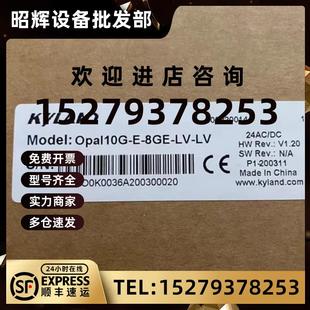 昭辉设备批发部
欢迎进店咨询
15279378253
KYLAND
24AC/DC
Model: Opal10G-E-8GE-LV-LV
HW Rev.: V1.20
SW Rev.: N/A
P1-200311
D0K0036A200300020
www.kyland.com
免费开票
型号齐全
实力商家
多仓速发
24小时在线
SF EXPRESS
顺丰速运
TEL:15279378253